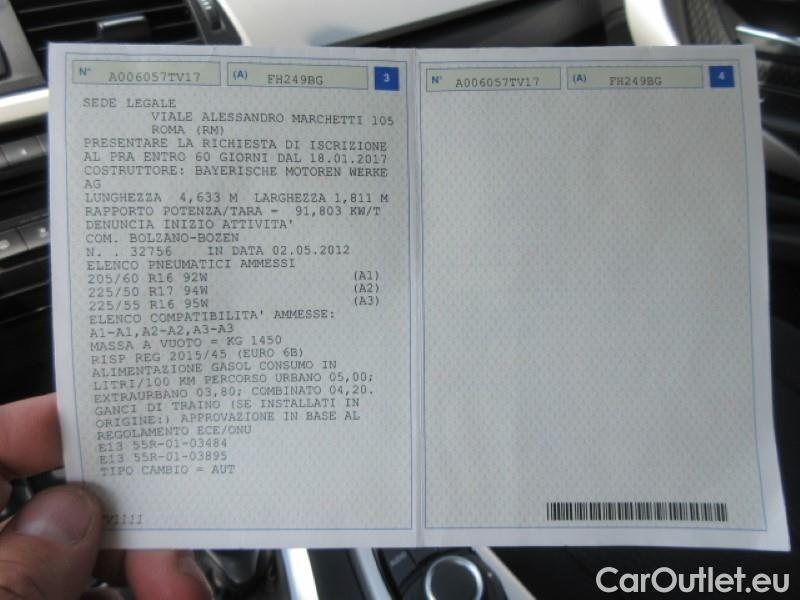 N° A006057TV17 (A) FH249BG 3
SEDE LEGALE
VIALE ALESSANDRO MARCHETTI 105
ROMA (RM)
PRESENTARE LA RICHIESTA DI ISCRIZIONE
AL PRA ENTRO 60 GIORNI DAL 18.01.2017
COSTRUTTORE: BAYERISCHE MOTOREN WERKE
AG
LUNGHEZZA 4,633 M LARGHEZZA 1,811 M
RAPPORTO POTENZA/TARA = 91,803 KW/T
DENUNCIA INIZIO ATTIVITA'
COM. BOLZANO-BOZEN
N. . 32756 IN DATA 02.05.2012
ELENCO PNEUMATICI AMMESSI
205/60 R16 92W (A1)
225/50 R17 94W (A2)
225/55 R16 95W (A3)
ELENCO COMPATIBILITA' AMMESSE:
A1-A1,A2-A2,A3-A3
MASSA A VUOTO = KG 1450
RISP REG 2015/45 (EURO 6B)
ALIMENTAZIONE GASOL CONSUMO IN
LITRI/100 KM PERCORSO URBANO 05,00;
EXTRAURBANO 03,80; COMBINATO 04,20.
GANCI DI TRAINO (SE INSTALLATI IN
ORIGINE:) APPROVAZIONE IN BASE AL
REGOLAMENTO ECE/ONU
E13 55R-01-03484
E13 55R-01-03895
TIPO CAMBIO = AUT
N° A006057TV17 (A) FH249BG 4
CarOutlet.eu